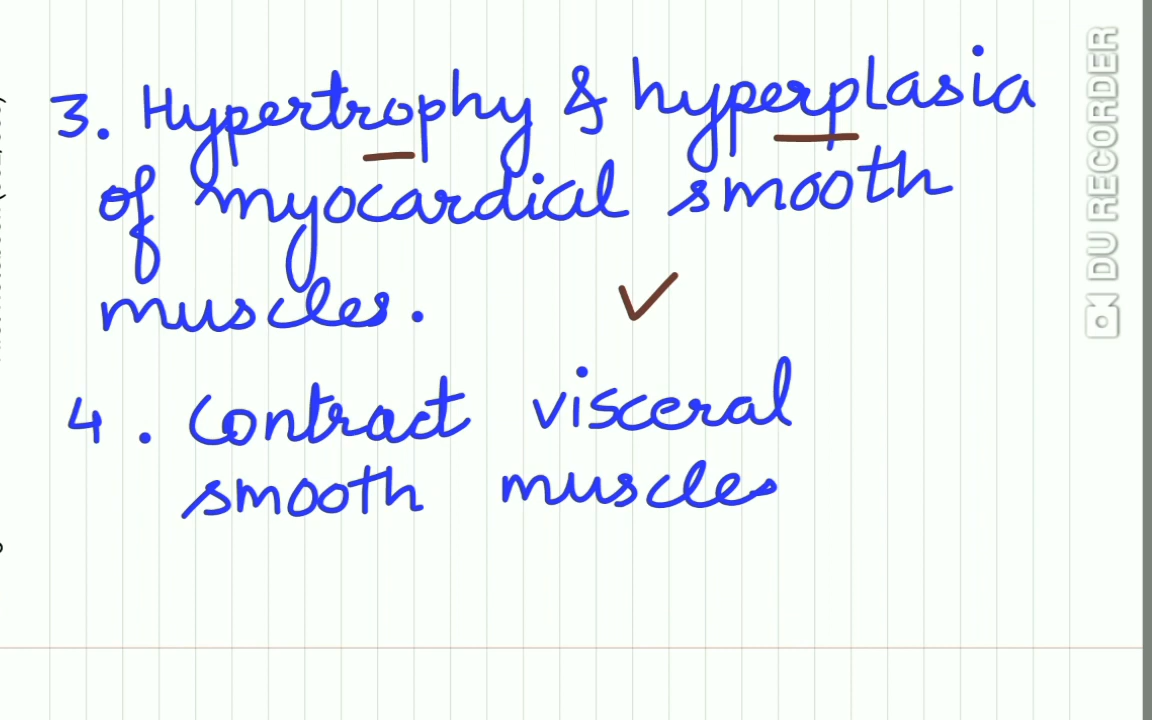 3. Hypertrophy & hyperplasia
of myocardial smooth
muscles.
4. Contract visceral
smooth muscles
DU RECORDER